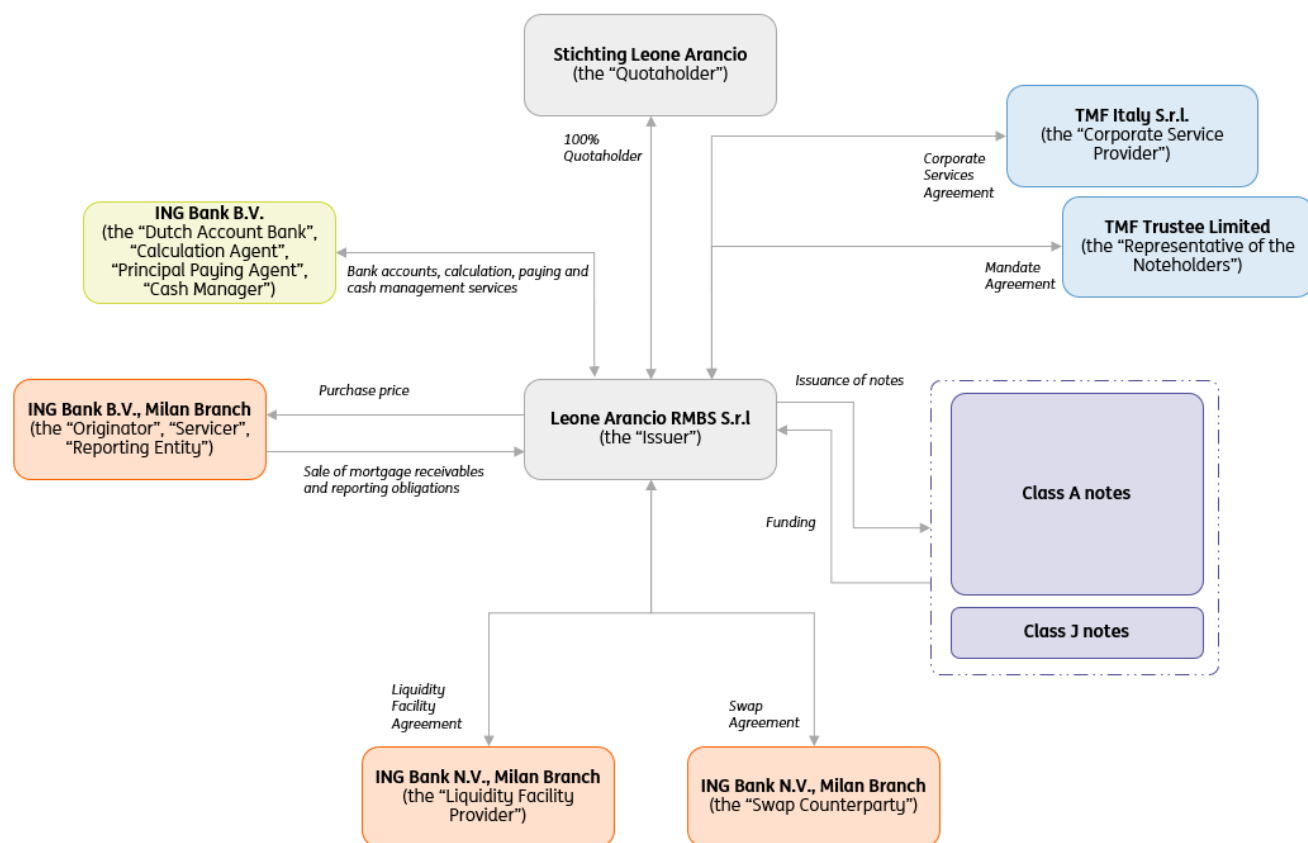 Stichting Leone Arancio
(the “Quotaholder”)
100%
Quotaholder
TMF Italy S.r.l.
(the “Corporate Service
Provider”)
Corporate
Services
Agreement
TMF Trustee Limited
(the “Representative of the
Noteholders”)
Mandate
Agreement
ING Bank B.V.
(the “Dutch Account Bank”,
“Calculation Agent”,
“Principal Paying Agent”,
“Cash Manager”)
Bank accounts, calculation, paying and
cash management services
ING Bank B.V., Milan Branch
(the “Originator”, “Servicer”,
“Reporting Entity”)
Purchase price
Sale of mortgage receivables
and reporting obligations
Leone Arancio RMBS S.r.l
(the “Issuer”)
Issuance of notes
Funding
Class A notes
Class J notes
Liquidity
Facility
Agreement
Swap
Agreement
ING Bank N.V., Milan Branch
(the “Liquidity Facility
Provider”)
ING Bank N.V., Milan Branch
(the “Swap Counterparty”)